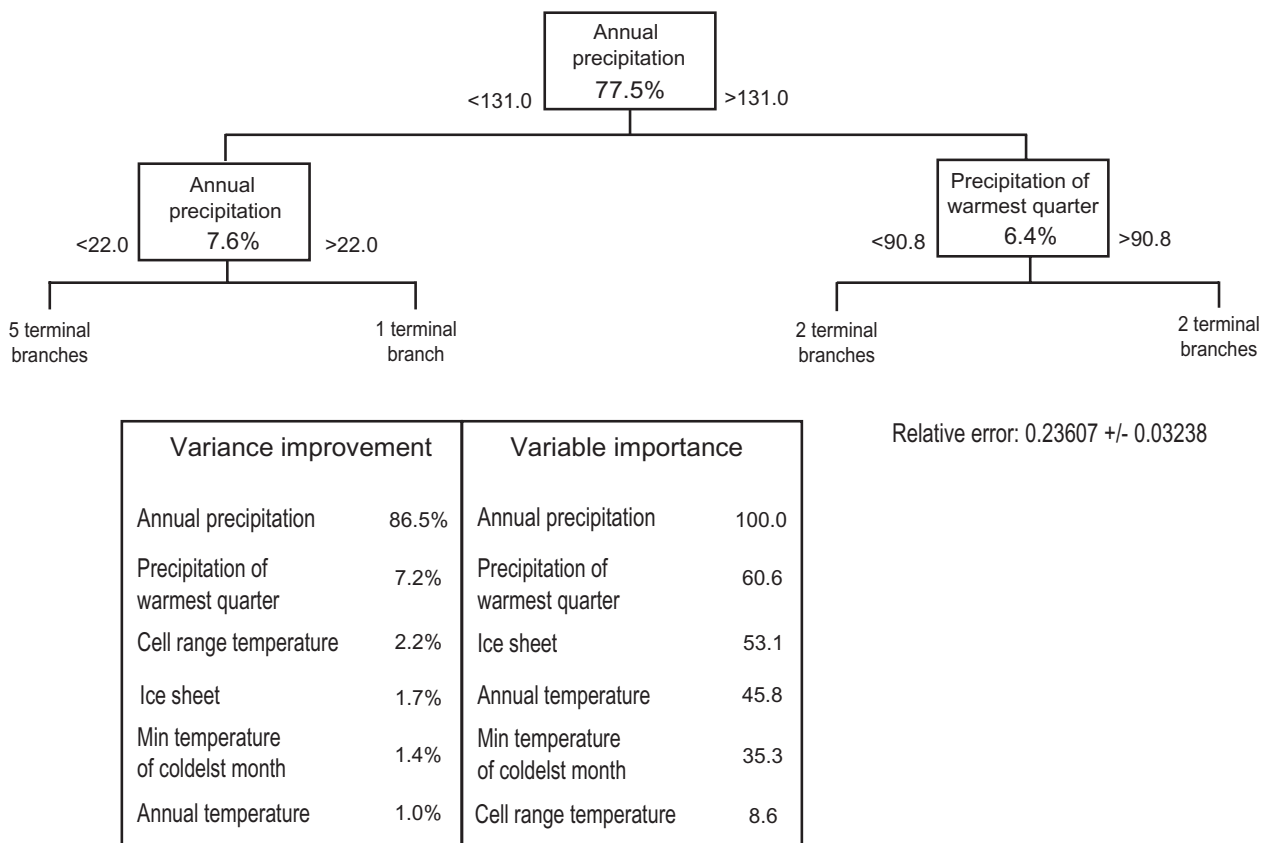 Annual
precipitation
77.5%
<131.0
>131.0
Annual
precipitation
7.6%
<22.0
>22.0
Precipitation of
warmest quarter
6.4%
<90.8
>90.8
5 terminal
branches
1 terminal
branch
2 terminal
branches
2 terminal
branches
Variance improvement
Annual precipitation 86.5%
Precipitation of
warmest quarter 7.2%
Cell range temperature 2.2%
Ice sheet 1.7%
Min temperature
of coldelst month 1.4%
Annual temperature 1.0%
Variable importance
Annual precipitation 100.0
Precipitation of
warmest quarter 60.6
Ice sheet 53.1
Annual temperature 45.8
Min temperature
of coldelst month 35.3
Cell range temperature 8.6
Relative error: 0.23607 +/- 0.03238